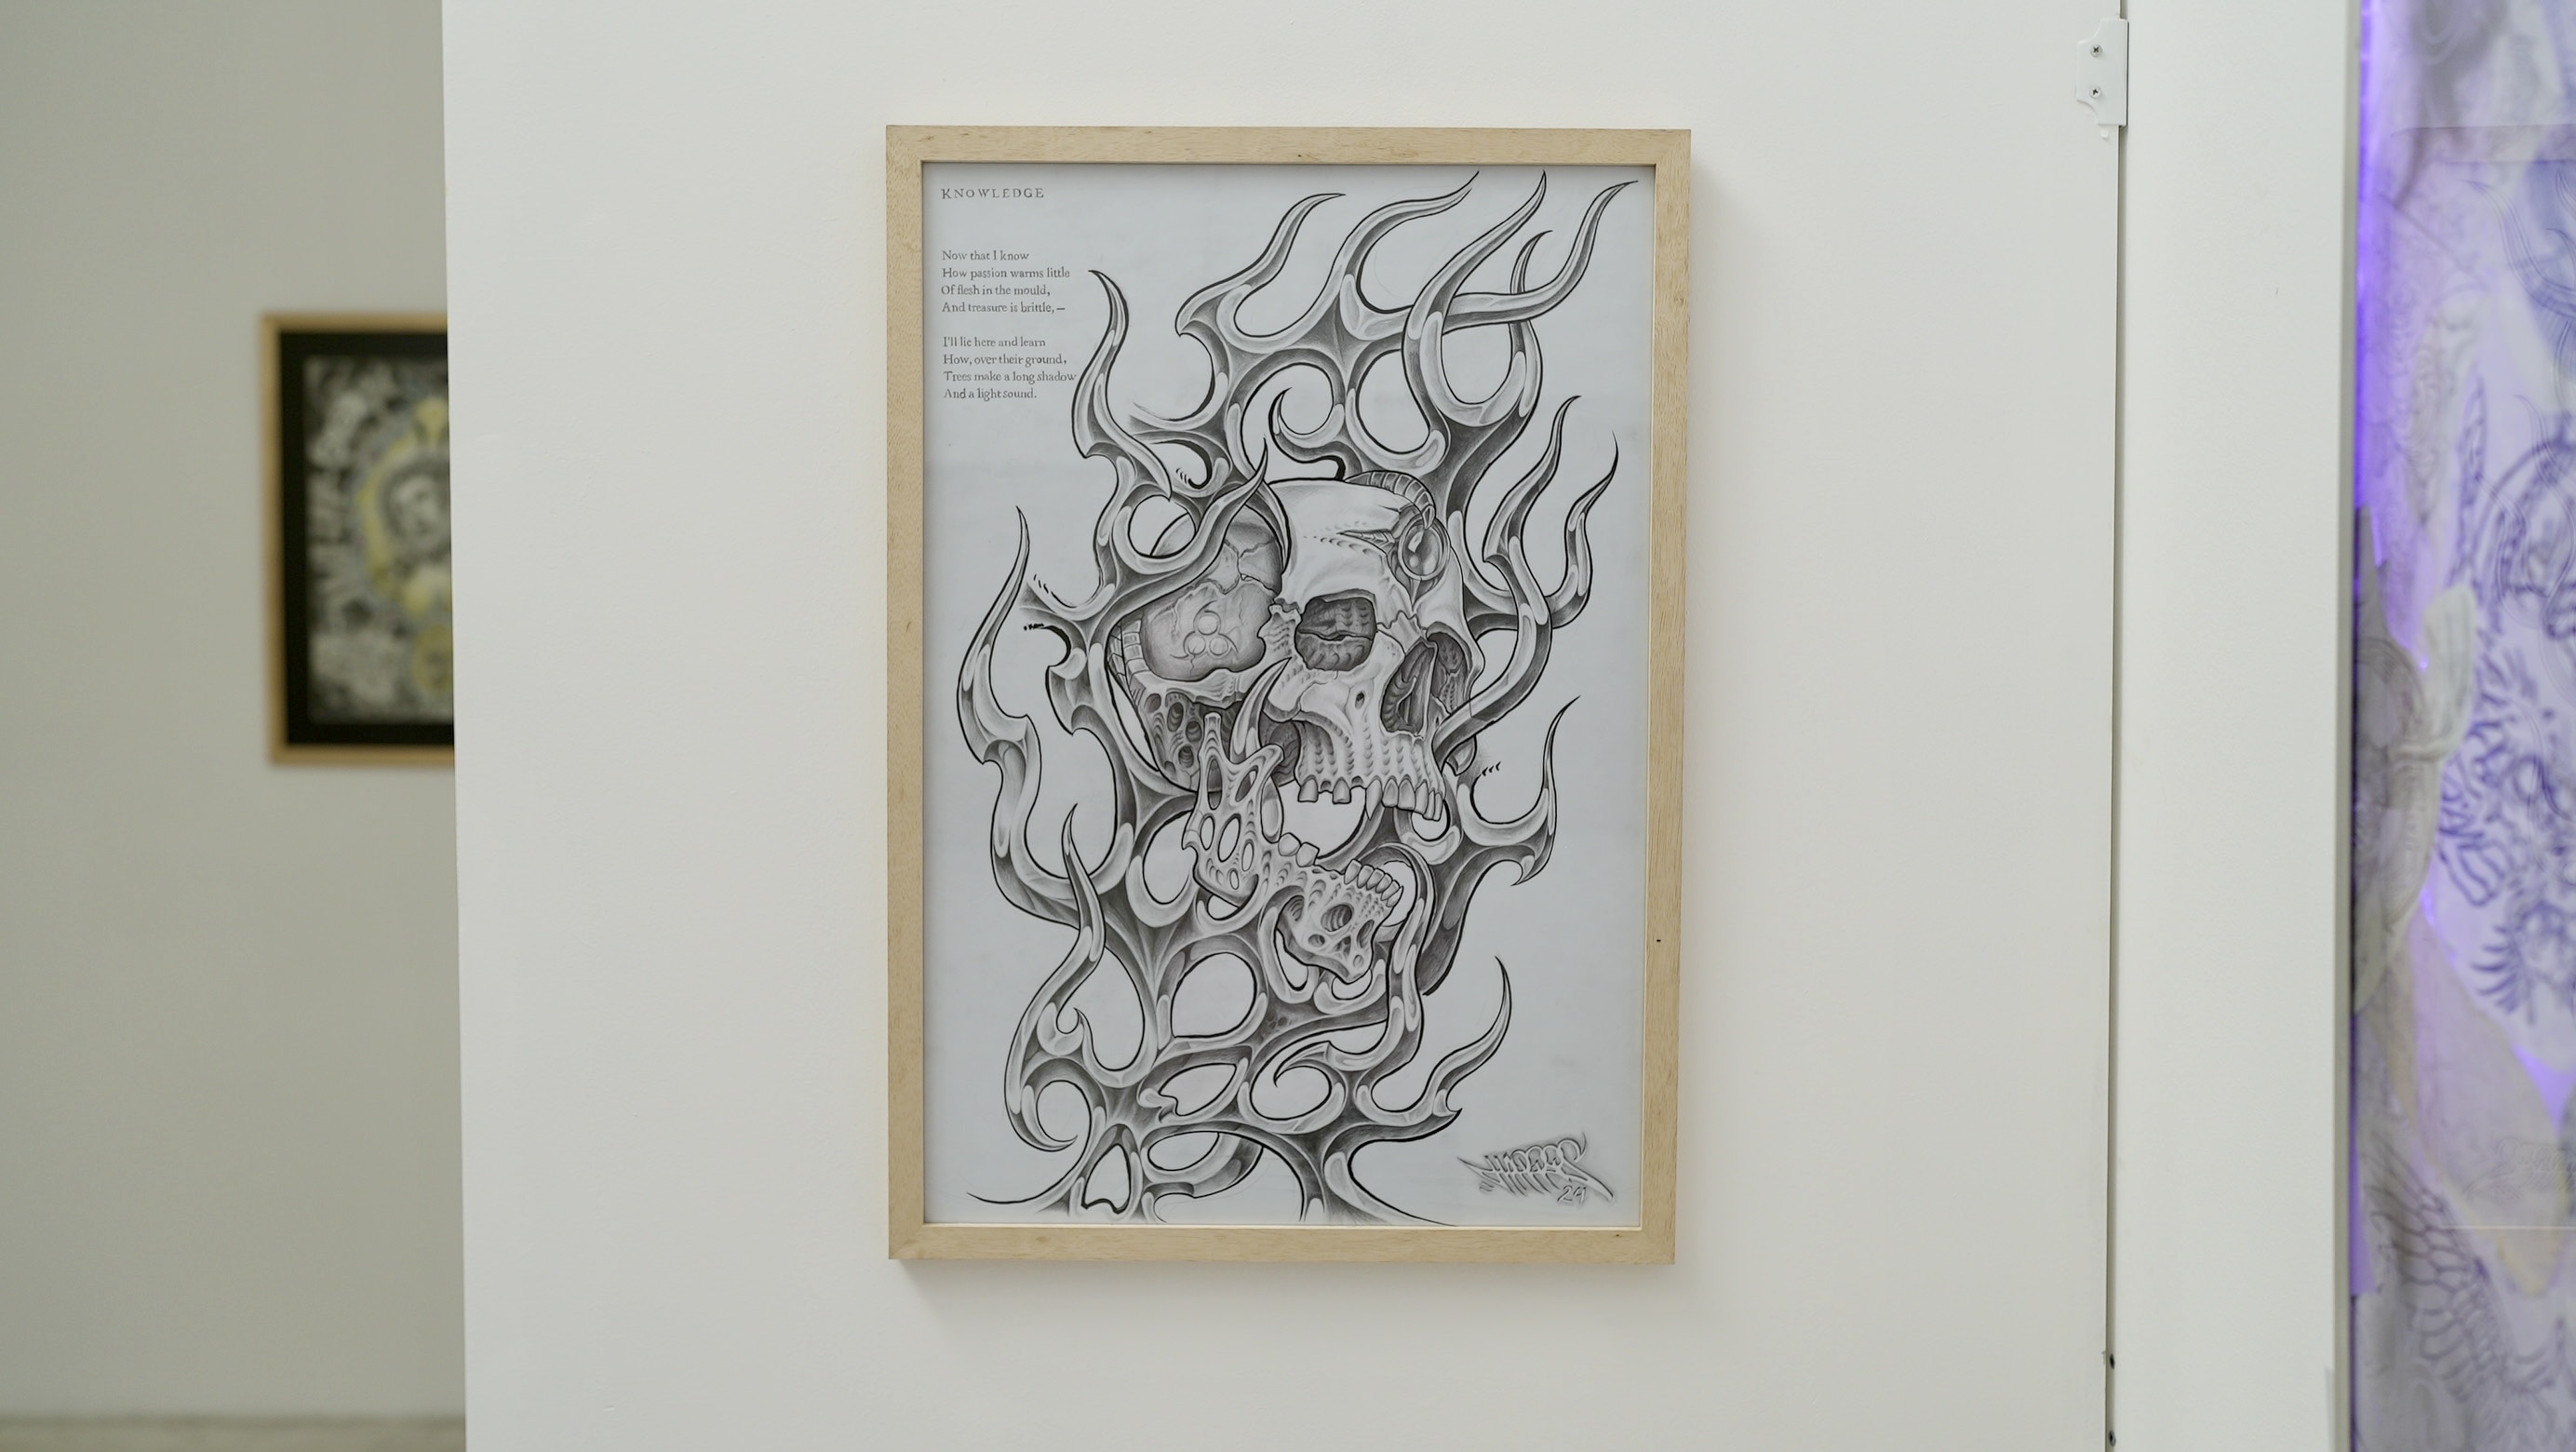 KNOWLEDGE
Now that I know
How passion warms little
Of flesh in the mould,
And treasure is brittle,—
I'll lie here and learn
How, over their ground,
Trees make a long shadow
And a light sound.
24